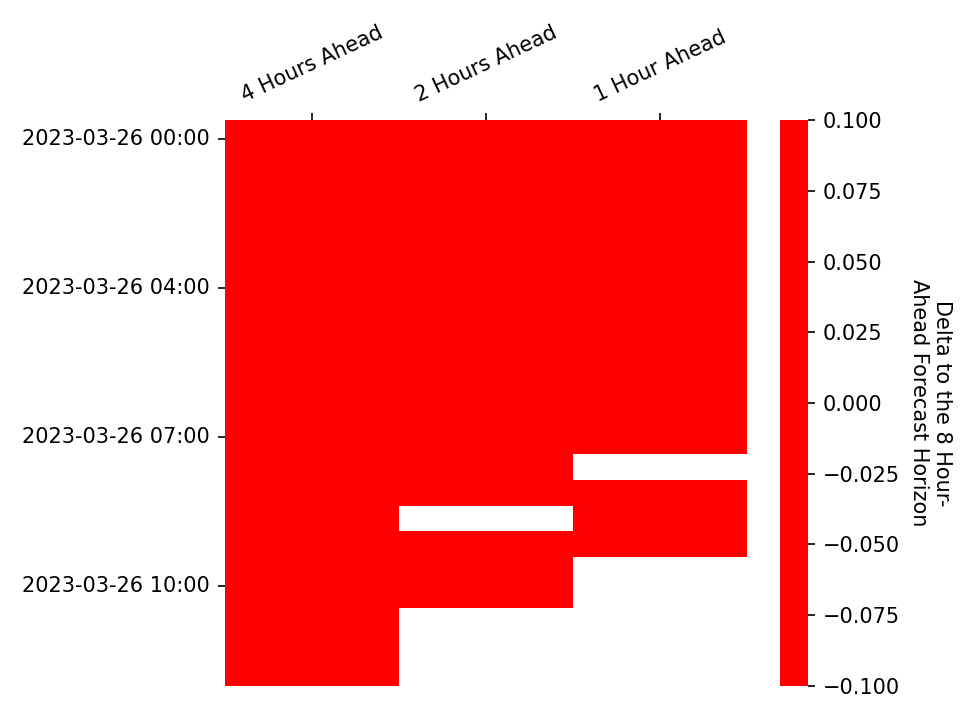 4 Hours Ahead
2 Hours Ahead
1 Hour Ahead
2023-03-26 00:00
2023-03-26 04:00
2023-03-26 07:00
2023-03-26 10:00
0.100
0.075
0.050
0.025
0.000
−0.025
−0.050
−0.075
−0.100
Delta to the 8 Hour-
Ahead Forecast Horizon